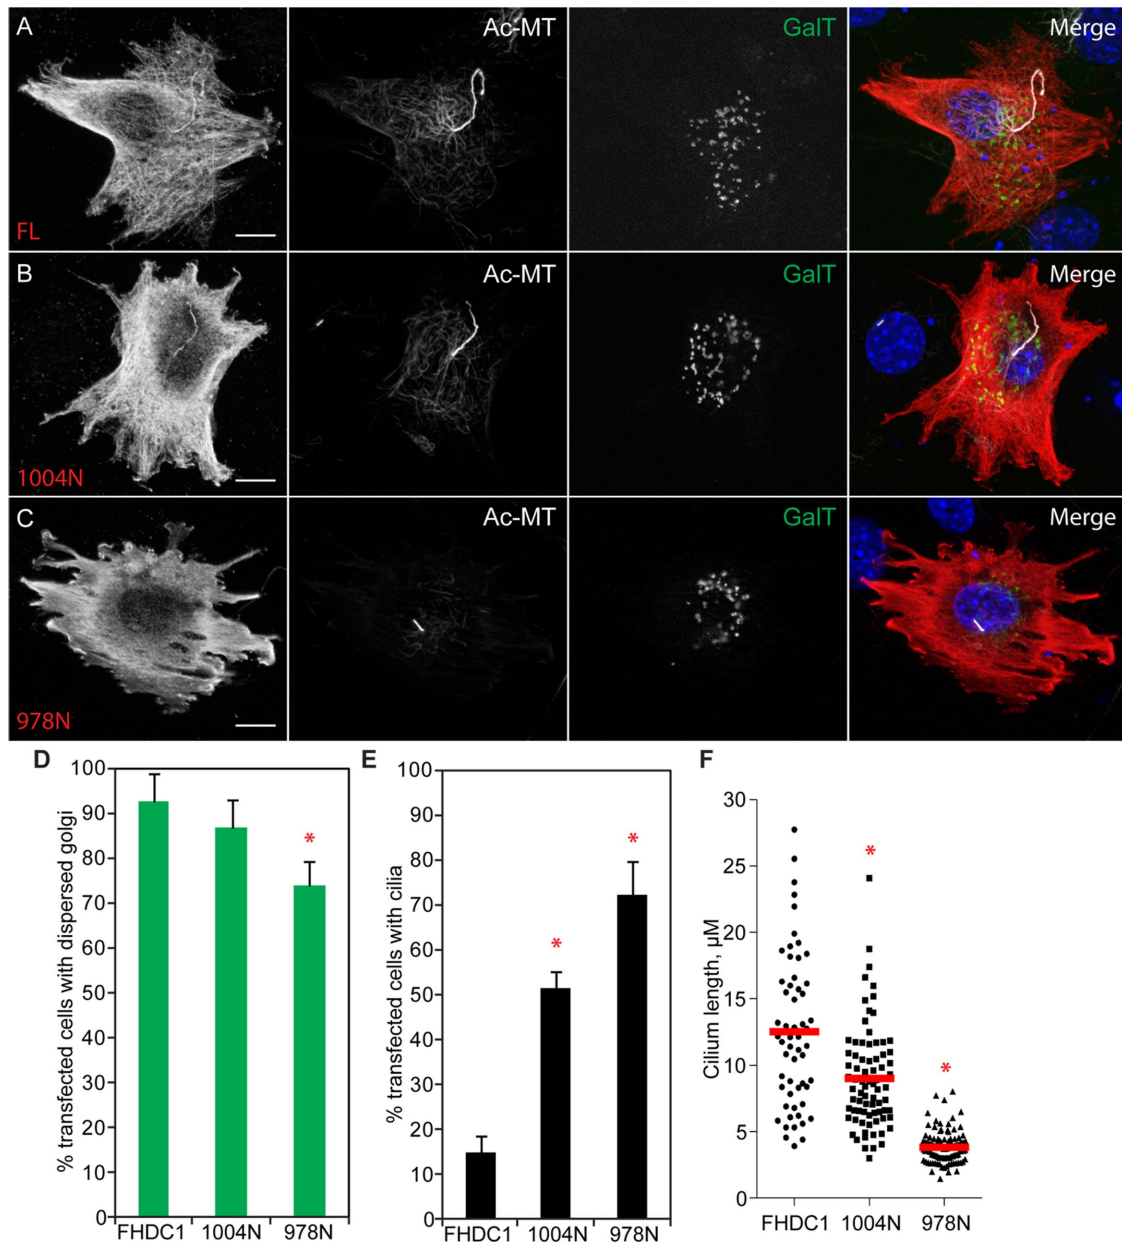 A
Ac-MT
GalT
Merge
FL
B
Ac-MT
GalT
Merge
1004N
C
Ac-MT
GalT
Merge
978N
D
% transfected cells with dispersed golgi
100
90
80
70
60
50
40
30
20
10
0
*
FHDC1 1004N 978N
E
% transfected cells with cilia
100
90
80
70
60
50
40
30
20
10
0
*
*
FHDC1 1004N 978N
F
Cilium length, µM
30
25
20
15
10
5
0
*
*
FHDC1 1004N 978N